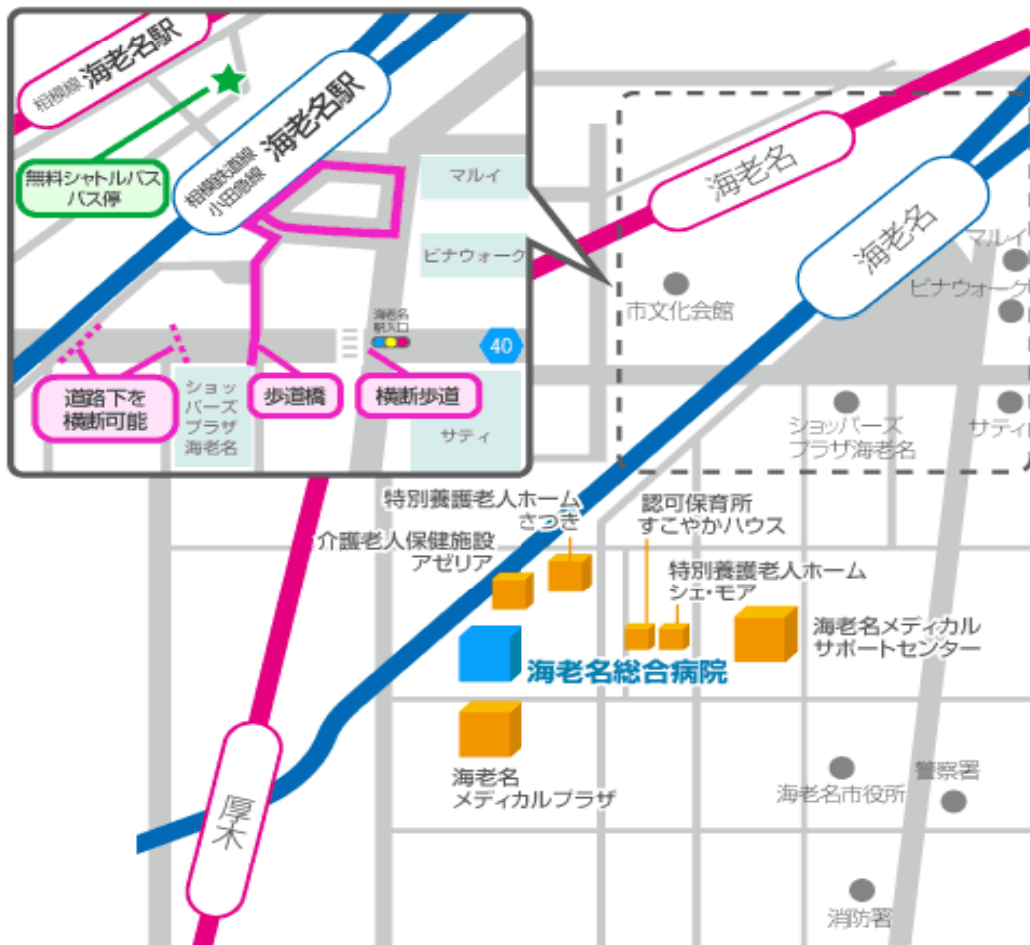 相模線 海老名駅
相模鉄道線
小田急線 海老名駅
無料シャトルバス
バス停
マルイ
ビナウォーク
海老名
駅入口
40
道路下を
横断可能
ショッ
パーズ
プラザ
海老名
歩道橋
横断歩道
サティ
海老名
海老名
市文化会館
マルイ
ビナウォーク
ショッパーズ
プラザ海老名
サティ
特別養護老人ホーム
さつき
介護老人保健施設
アゼリア
認可保育所
すこやかハウス
特別養護老人ホーム
シェ・モア
海老名メディカル
サポートセンター
海老名総合病院
海老名
メディカルプラザ
厚木
海老名市役所
警察署
消防署